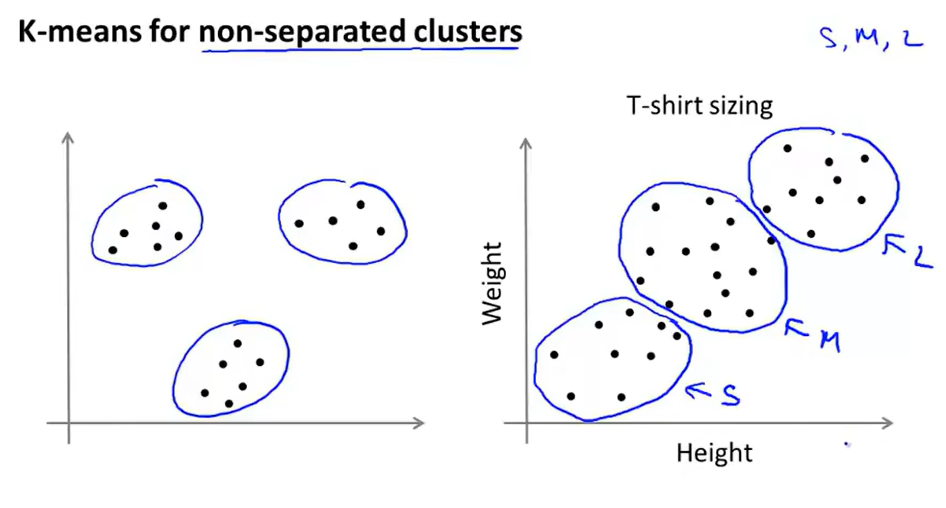 K-means for non-separated clusters
S, M, L
T-shirt sizing
Weight
L
M
S
Height